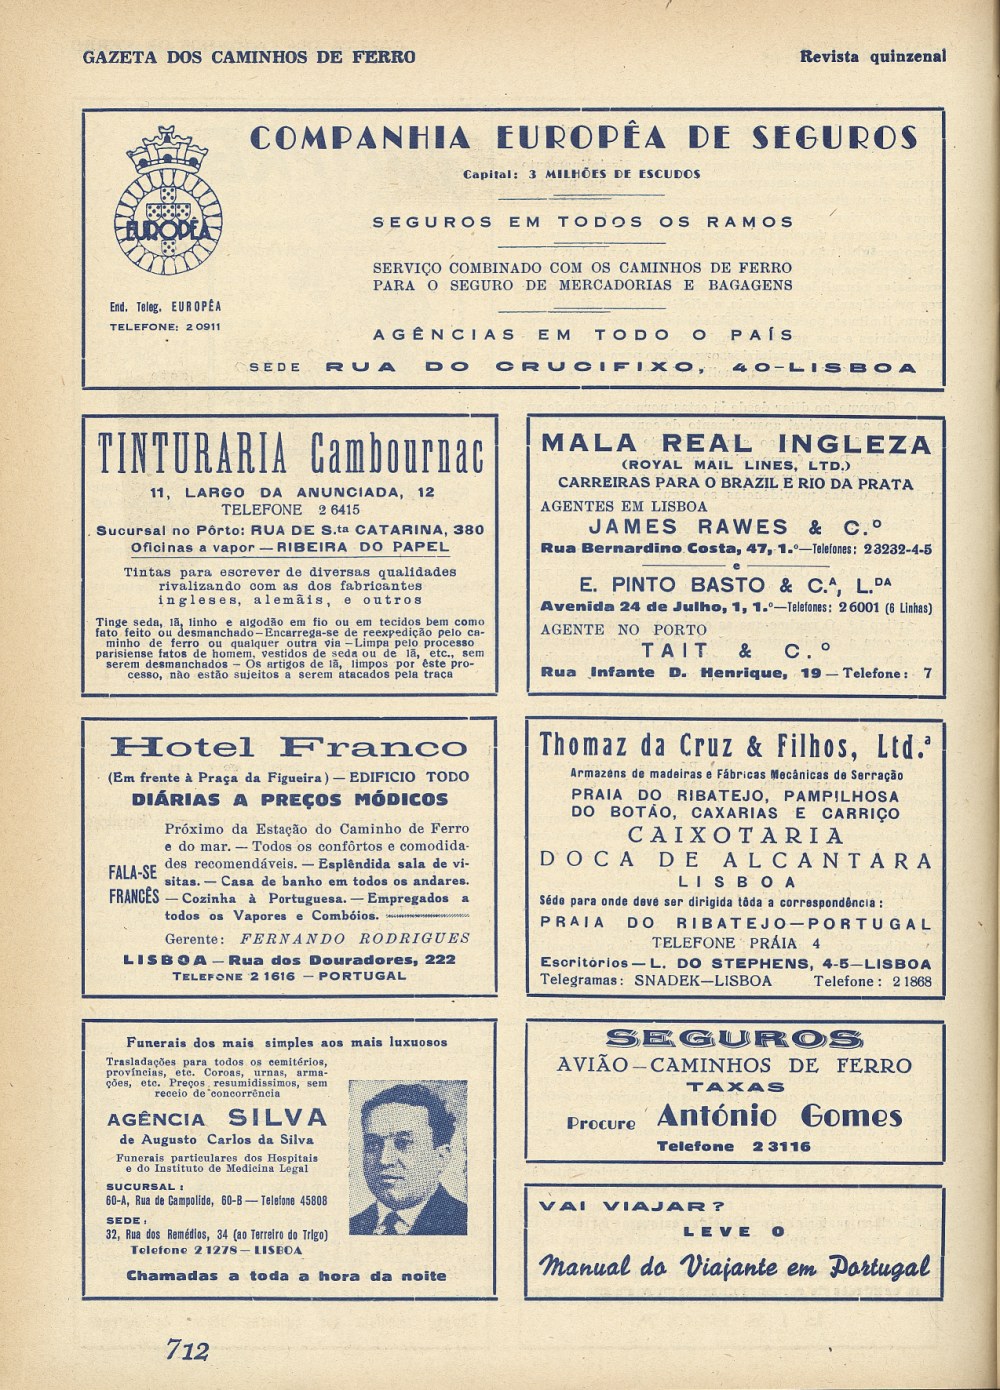 GAZETA DOS CAMINHOS DE FERRO
Revista quinzenal
COMPANHIA EUROPÊA DE SEGUROS
Capital: 3 MILHÕES DE ESCUDOS
SEGUROS EM TODOS OS RAMOS
EUROPÊA
SERVIÇO COMBINADO COM OS CAMINHOS DE FERRO
PARA O SEGURO DE MERCADORIAS E BAGAGENS
End. Teleg. EUROPÊA
TELEFONE: 2 0911
AGÊNCIAS EM TODO O PAÍS
SEDE RUA DO CRUCIFIXO, 40-LISBOA
TINTURARIA Cambournac
11, LARGO DA ANUNCIADA, 12
TELEFONE 2 6415
Sucursal no Pôrto: RUA DE S.ta CATARINA, 380
Oficinas a vapor — RIBEIRA DO PAPEL
Tintas para escrever de diversas qualidades
rivalizando com as dos fabricantes
ingleses, alemãis, e outros
Tinge seda, lã, linho e algodão em fio ou em tecidos bem como
fato feito ou desmanchado — Encarrega-se de reexpedição pelo ca-
minho de ferro ou qualquer outra via — Limpa pelo processo
parisiense fatos de homem, vestidos de seda ou de lã, etc., sem
serem desmanchados — Os artigos de lã, limpos por êste pro-
cesso, não estão sujeitos a serem atacados pela traça
MALA REAL INGLEZA
(ROYAL MAIL LINES, LTD.)
CARREIRAS PARA O BRAZIL E RIO DA PRATA
AGENTES EM LISBOA
JAMES RAWES & C.º
Rua Bernardino Costa, 47, 1.º—Telefones: 23232-4-5
e
E. PINTO BASTO & C.ª, L.DA
Avenida 24 de Julho, 1, 1.º—Telefones: 2 6001 (6 Linhas)
AGENTE NO PORTO
TAIT & C.º
Rua Infante D. Henrique, 19 — Telefone: 7
Hotel Franco
(Em frente à Praça da Figueira) — EDIFICIO TODO
DIÁRIAS A PREÇOS MÓDICOS
FALA-SE
FRANCÊS
Próximo da Estação do Caminho de Ferro
e do mar. — Todos os confôrtos e comodida-
des recomendáveis. — Esplêndida sala de vi-
sitas. — Casa de banho em todos os andares.
— Cozinha à Portuguesa. — Empregados a
todos os Vapores e Combóios.
Gerente: FERNANDO RODRIGUES
LISBOA — Rua dos Douradores, 222
TELEFONE 2 1616 — PORTUGAL
Thomaz da Cruz & Filhos, Ltd.ª
Armazéns de madeiras e Fábricas Mecânicas de Serração
PRAIA DO RIBATEJO, PAMPILHOSA
DO BOTÃO, CAXARIAS E CARRIÇO
CAIXOTARIA
DOCA DE ALCANTARA
LISBOA
Séde para onde deve ser dirigida tôda a correspondência:
PRAIA DO RIBATEJO—PORTUGAL
TELEFONE PRÁIA 4
Escritórios — L. DO STEPHENS, 4-5—LISBOA
Telegramas: SNADEK—LISBOA Telefone: 2 1868
Funerais dos mais simples aos mais luxuosos
Trasladações para todos os cemitérios,
províncias, etc. Coroas, urnas, arma-
ções, etc. Preços resumidissimos, sem
receio de concorrência
AGÊNCIA SILVA
de Augusto Carlos da Silva
Funerais particulares dos Hospitais
e do Instituto de Medicina Legal
SUCURSAL:
60-A, Rua de Campolide, 60-B — Telefone 45808
SEDE:
32, Rua dos Remédios, 34 (ao Terreiro do Trigo)
Telefone 2 1278 — LISBOA
Chamadas a toda a hora da noite
SEGUROS
AVIÃO—CAMINHOS DE FERRO
TAXAS
Procure António Gomes
Telefone 2 3116
VAI VIAJAR?
LEVE O
Manual do Viajante em Portugal
712